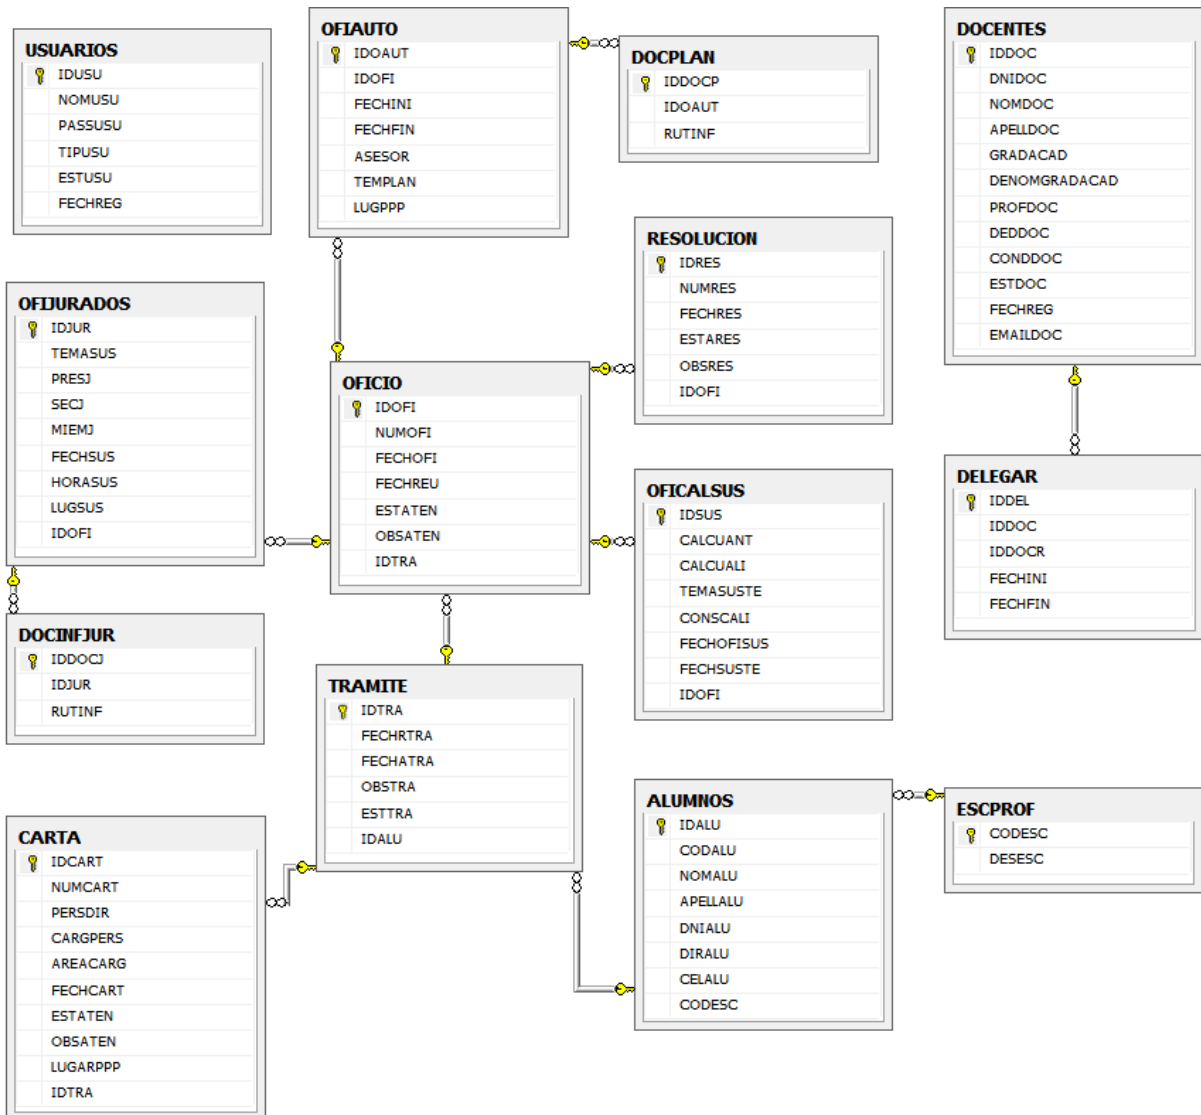 USUARIOS
IDUSU
NOMUSU
PASSUSU
TIPUSU
ESTUSU
FECHREG
OFIAUTO
IDOAUT
IDOFI
FECHINI
FECHFIN
ASESOR
TEMPLAN
LUGPPP
DOCPLAN
IDDOCP
IDOAUT
RUTINF
DOCENTES
IDDOC
DNIDOC
NOMDOC
APELLDOC
GRADACAD
DENOMGRADACAD
PROFDOC
DEDDOC
CONDDOC
ESTDOC
FECHREG
EMAILDOC
OFIJURADOS
IDJUR
TEMASUS
PRESJ
SECJ
MIEMJ
FECHSUS
HORASUS
LUGSUS
IDOFI
OFICIO
IDOFI
NUMOFI
FECHOFI
FECHREU
ESTATEN
OBSATEN
IDTRA
RESOLUCION
IDRES
NUMRES
FECHRES
ESTARES
OBSRES
IDOFI
OFICALSUS
IDSUS
CALCUANT
CALCUALI
TEMASUSTE
CONSCALI
FECHOFISUS
FECHSUSTE
IDOFI
DELEGAR
IDDEL
IDDOC
IDDOCR
FECHINI
FECHFIN
DOCINFJUR
IDDOCJ
IDJUR
RUTINF
TRAMITE
IDTRA
FECHRTRA
FECHATRA
OBSTRA
ESTTRA
IDALU
CARTA
IDCART
NUMCART
PERSDIR
CARGPERS
AREACARG
FECHCART
ESTATEN
OBSATEN
LUGARPPP
IDTRA
ALUMNOS
IDALU
CODALU
NOMALU
APELLALU
DNIALU
DIRALU
CELALU
CODESC
ESCPROF
CODESC
DESESC